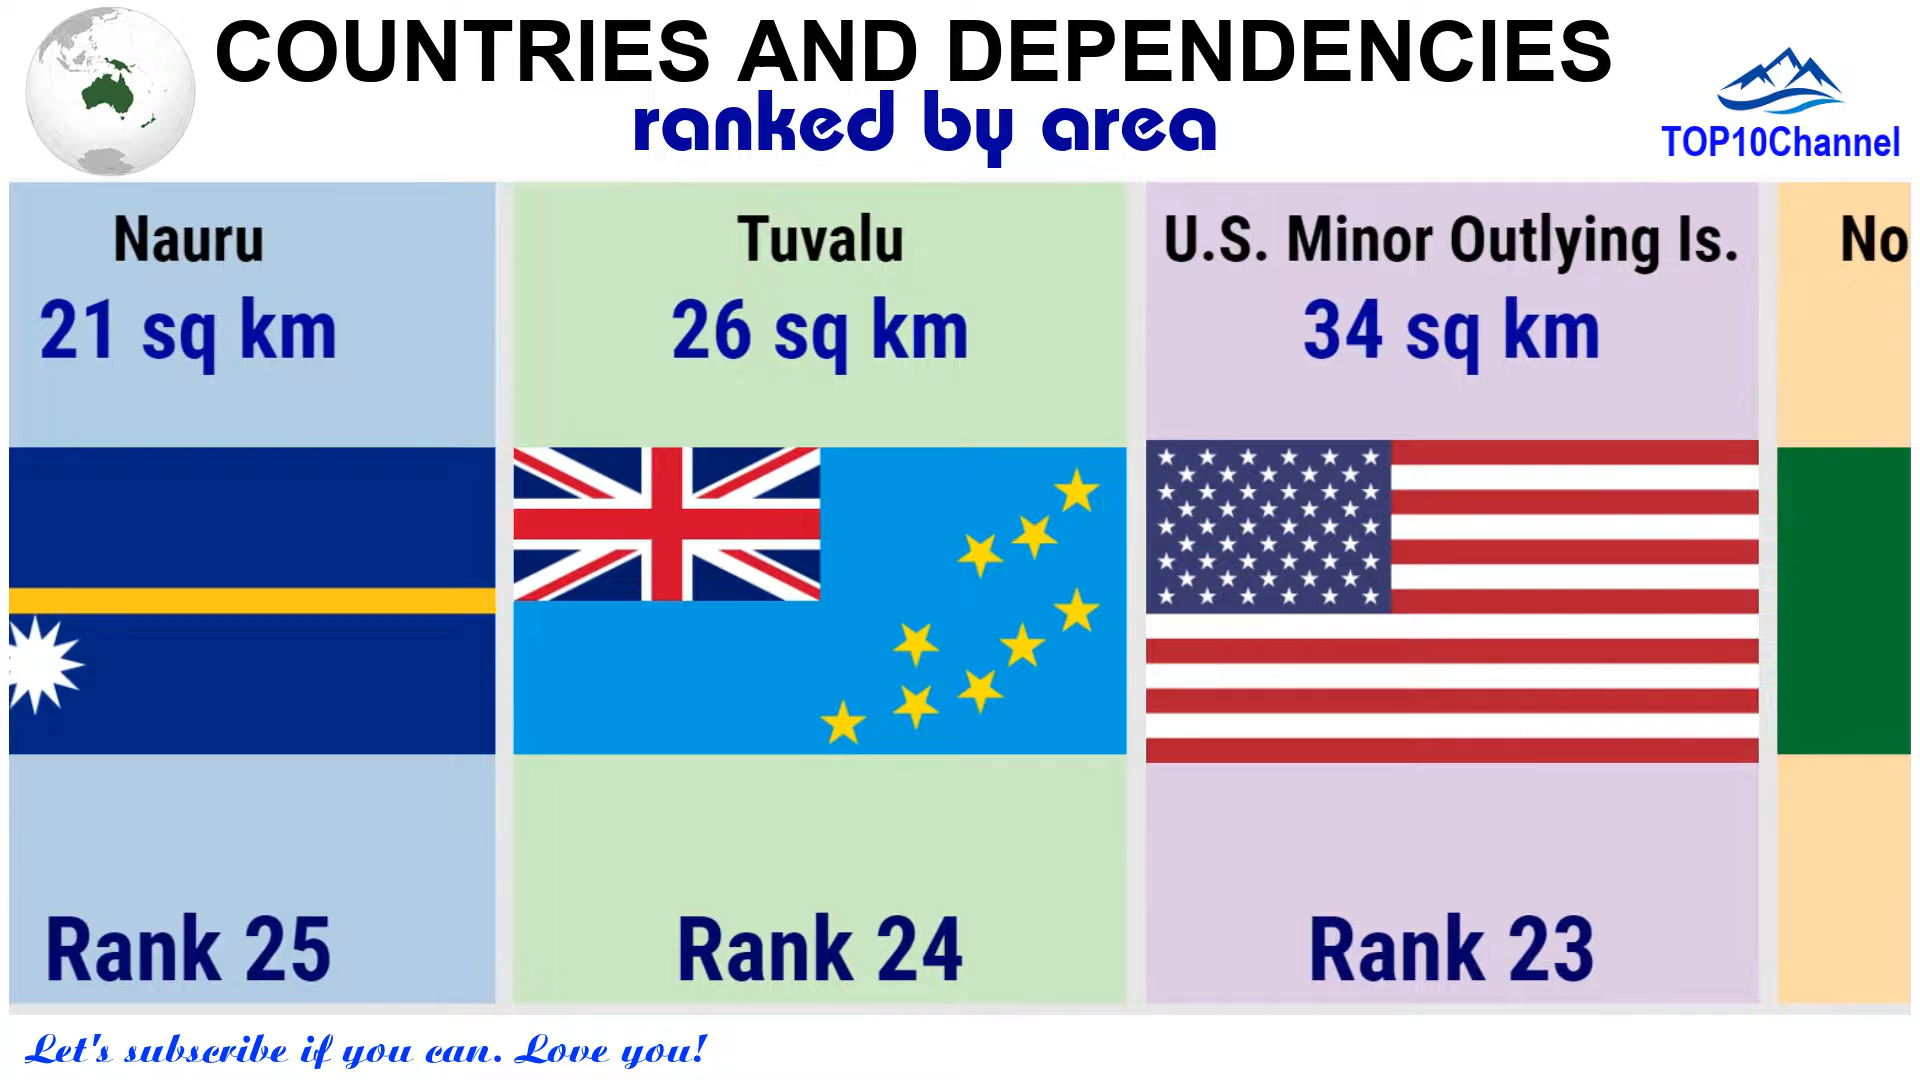 COUNTRIES AND DEPENDENCIES
ranked by area
TOP10Channel
Nauru
21 sq km
Rank 25
Tuvalu
26 sq km
Rank 24
U.S. Minor Outlying Is.
34 sq km
Rank 23
No
Let's subscribe if you can. Love you!